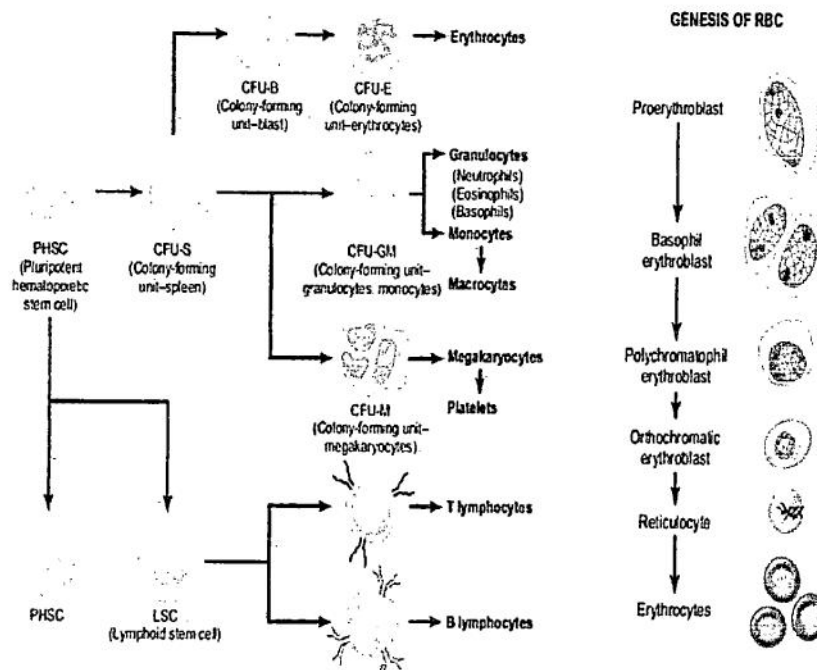 GENESIS OF RBC
Erythrocytes
CFU-B
(Colony-forming
unit–blast)
CFU-E
(Colony-forming
unit–erythrocytes)
Granulocytes
(Neutrophils)
(Eosinophils)
(Basophils)
Monocytes
Macrocytes
PHSC
(Pluripotent
hematopoietic
stem cell)
CFU-S
(Colony-forming
unit–spleen)
CFU-GM
(Colony-forming unit–
granulocytes, monocytes)
Megakaryocytes
Platelets
CFU-M
(Colony-forming unit–
megakaryocytes)
T lymphocytes
PHSC
LSC
(Lymphoid stem cell)
B lymphocytes
Proerythroblast
Basophil
erythroblast
Polychromatophil
erythroblast
Orthochromatic
erythroblast
Reticulocyte
Erythrocytes